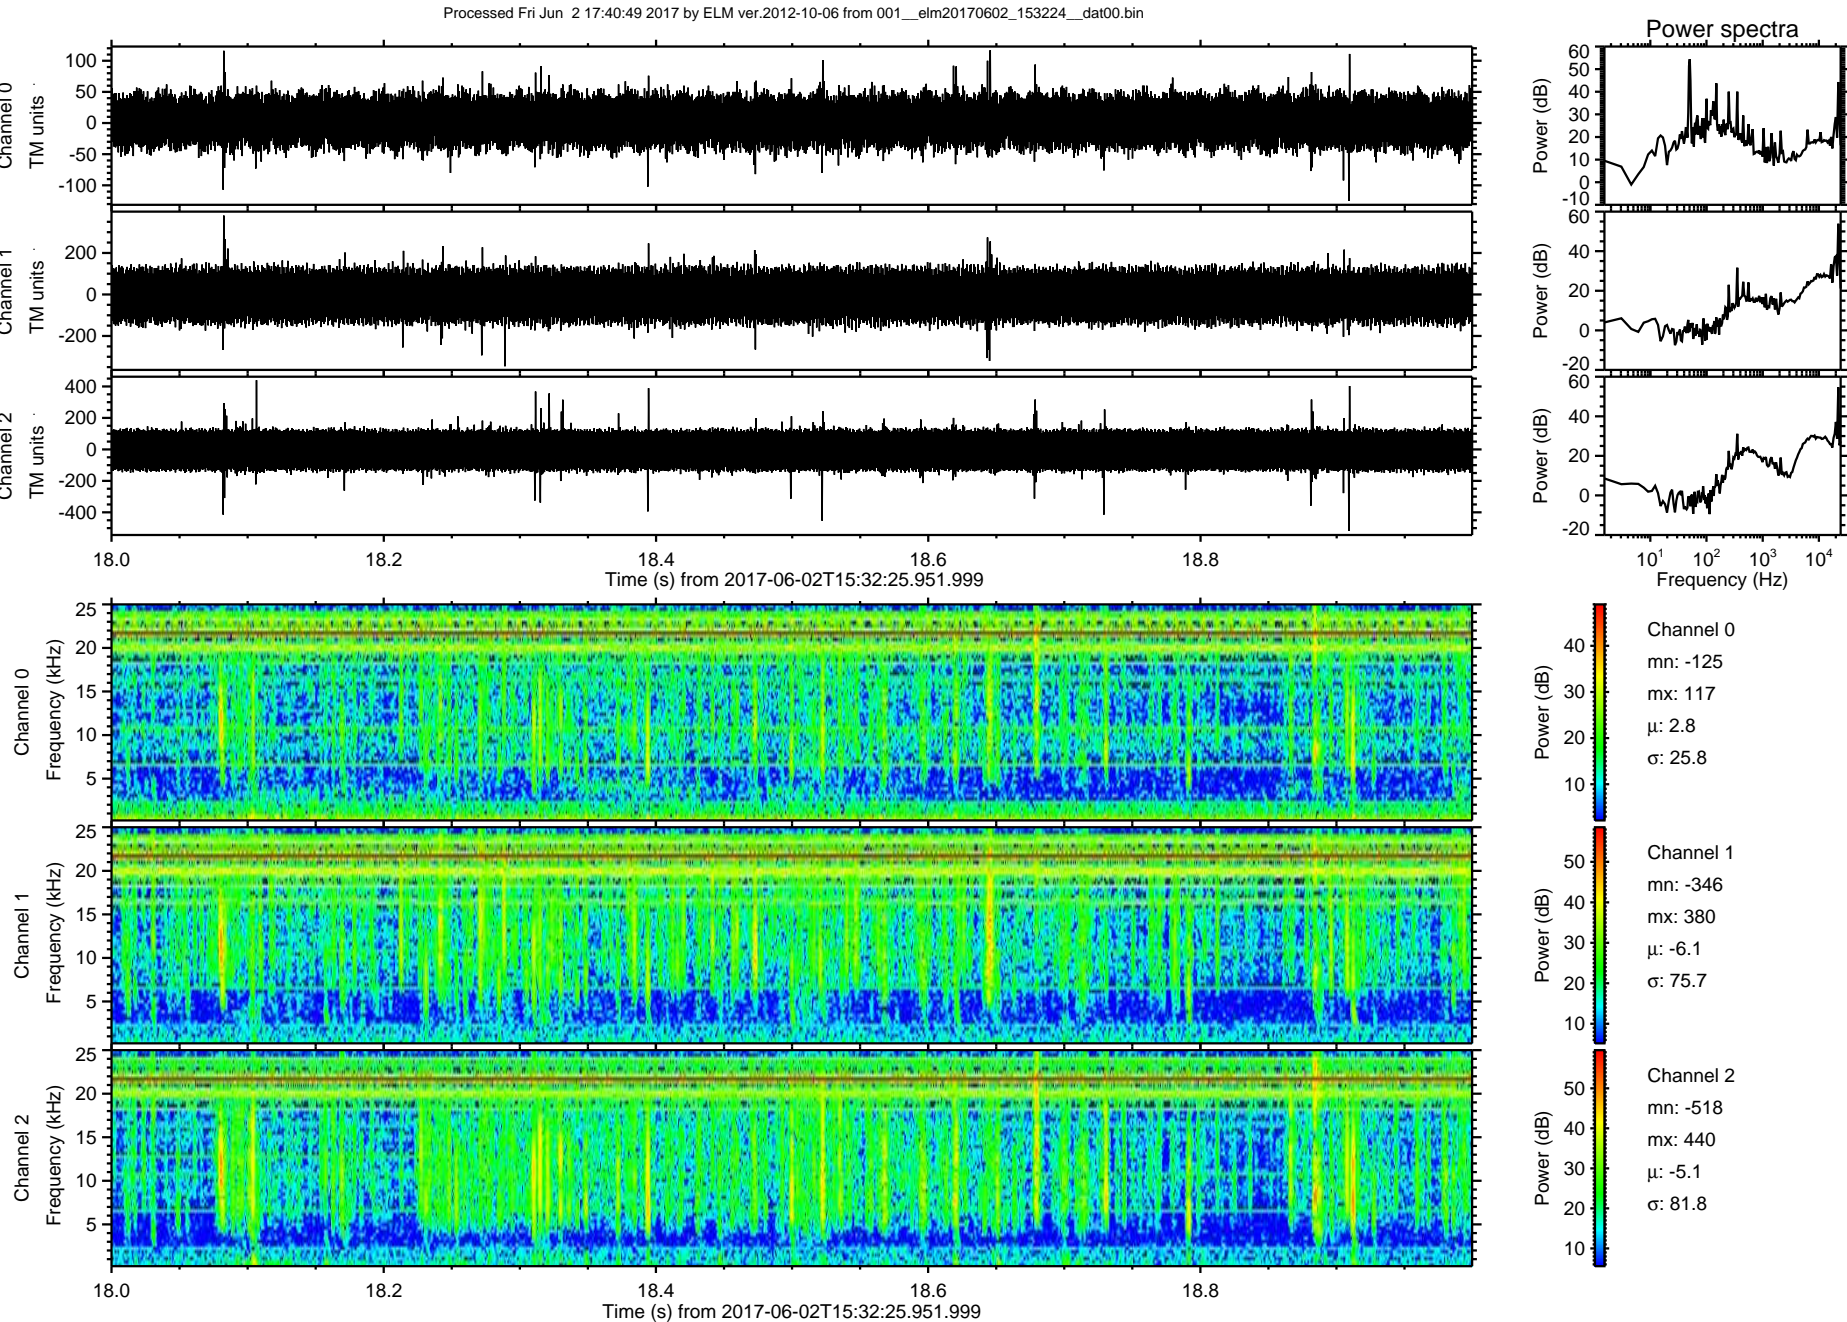 Processed Fri Jun  2 17:40:49 2017 by ELM ver.2012-10-06 from 001__elm20170602_153224__dat00.bin
Power spectra
Channel 0
TM units
100
50
0
-50
-100
Power (dB)
60
50
40
30
20
10
0
-10
Channel 1
TM units
200
0
-200
Power (dB)
60
40
20
0
-20
Channel 2
TM units
400
200
0
-200
-400
Power (dB)
60
40
20
0
-20
18.0 18.2 18.4 18.6 18.8
Time (s) from 2017-06-02T15:32:25.951.999
10^1 10^2 10^3 10^4
Frequency (Hz)
Channel 0
Frequency (kHz)
25
20
15
10
5
Power (dB)
40
30
20
10
Channel 0
mn: -125
mx: 117
μ: 2.8
σ: 25.8
Channel 1
Frequency (kHz)
25
20
15
10
5
Power (dB)
50
40
30
20
10
Channel 1
mn: -346
mx: 380
μ: -6.1
σ: 75.7
Channel 2
Frequency (kHz)
25
20
15
10
5
Power (dB)
50
40
30
20
10
Channel 2
mn: -518
mx: 440
μ: -5.1
σ: 81.8
18.0 18.2 18.4 18.6 18.8
Time (s) from 2017-06-02T15:32:25.951.999